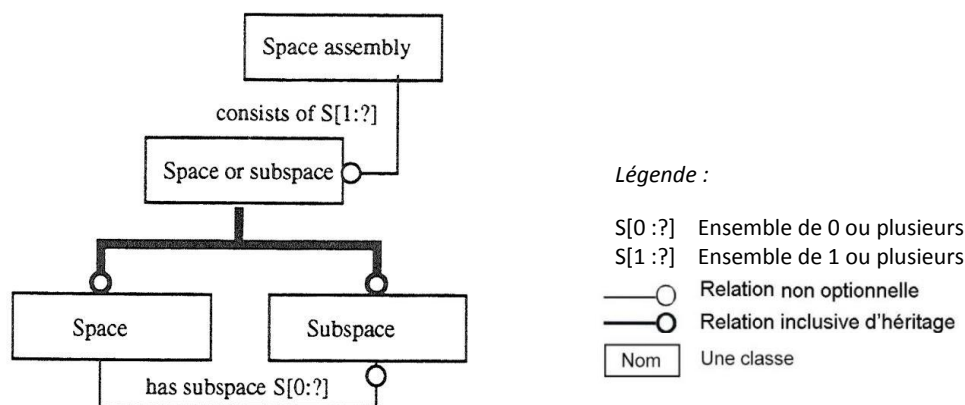 Space assembly
consists of S[1:?]
Space or subspace
Space
Subspace
has subspace S[0:?]
Légende :
S[0 :?] Ensemble de 0 ou plusieurs
S[1 :?] Ensemble de 1 ou plusieurs
Relation non optionnelle
Relation inclusive d'héritage
Nom Une classe